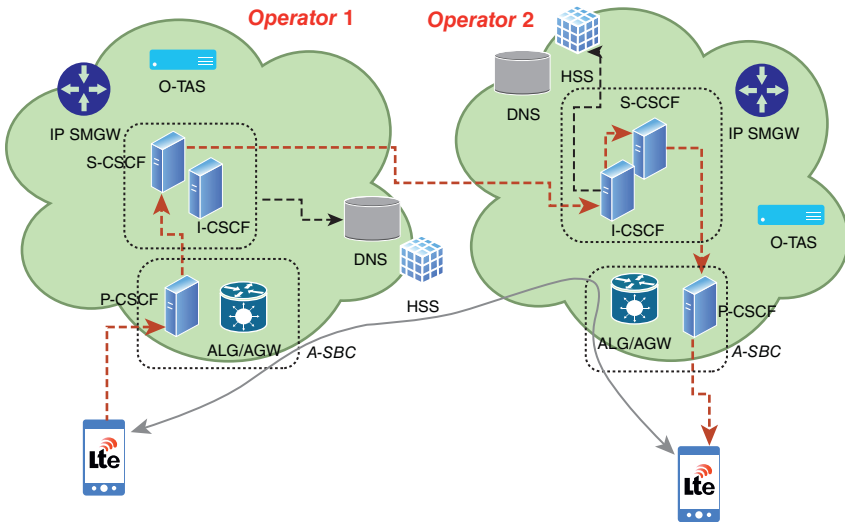 Operator 1
Operator 2
O-TAS
IP SMGW
S-CSCF
I-CSCF
DNS
HSS
P-CSCF
ALG/AGW
A-SBC
LTe
HSS
DNS
S-CSCF
IP SMGW
I-CSCF
O-TAS
P-CSCF
ALG/AGW
A-SBC
LTe